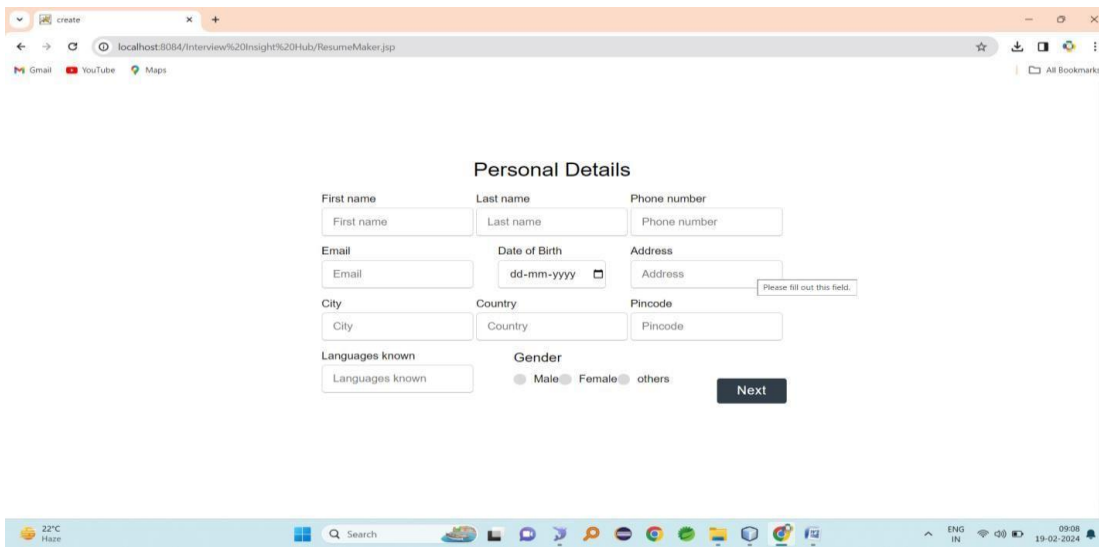 create
localhost:8084/Interview%20Insight%20Hub/ResumeMaker.jsp
Gmail YouTube Maps All Bookmarks
Personal Details
First name Last name Phone number
First name Last name Phone number
Email Date of Birth Address
Email dd-mm-yyyy Address
Please fill out this field.
City Country Pincode
City Country Pincode
Languages known Gender
Languages known Male Female others
Next
22°C
Haze
Search
ENG
IN
09:08
19-02-2024